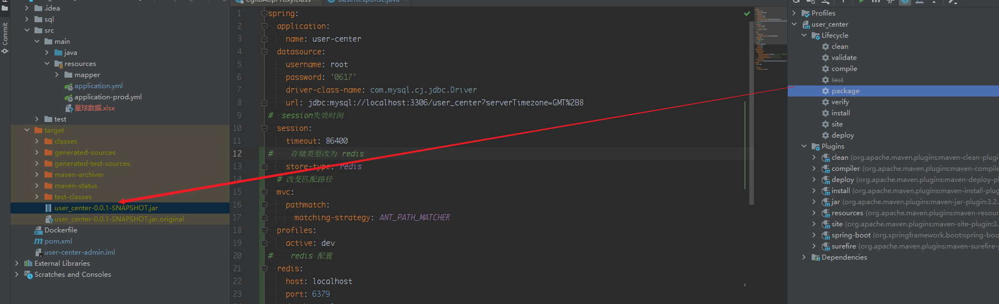 CglibAopProxy.class
BaseResponse.java
Commit
.idea
sql
src
main
java
resources
mapper
application.yml
application-prod.yml
星球数据.xlsx
test
target
classes
generated-sources
generated-test-sources
maven-archiver
maven-status
test-classes
user_center-0.0.1-SNAPSHOT.jar
user_center-0.0.1-SNAPSHOT.jar.original
Dockerfile
pom.xml
user-center-admin.iml
External Libraries
Scratches and Consoles
1 spring:
2 application:
3 name: user-center
4 datasource:
5 username: root
6 password: '0617'
7 driver-class-name: com.mysql.cj.jdbc.Driver
8 url: jdbc:mysql://localhost:3306/user_center?serverTimezone=GMT%2B8
9 # session失效时间
10 session:
11 timeout: 86400
12 # 存储类型改为 redis
13 store-type: redis
14 # 改变匹配路径
15 mvc:
16 pathmatch:
17 matching-strategy: ANT_PATH_MATCHER
18 profiles:
19 active: dev
20 # redis 配置
21 redis:
22 host: localhost
23 port: 6379
Profiles
user_center
Lifecycle
clean
validate
compile
test
package
verify
install
site
deploy
Plugins
clean (org.apache.maven.plugins:maven-clean-plugi
compiler (org.apache.maven.plugins:maven-compile
deploy (org.apache.maven.plugins:maven-deploy-pl
install (org.apache.maven.plugins:maven-install-plug
jar (org.apache.maven.plugins:maven-jar-plugin:3.2.
resources (org.apache.maven.plugins:maven-resour
site (org.apache.maven.plugins:maven-site-plugin:3.
spring-boot (org.springframework.boot:spring-boo
surefire (org.apache.maven.plugins:maven-surefire-p
Dependencies